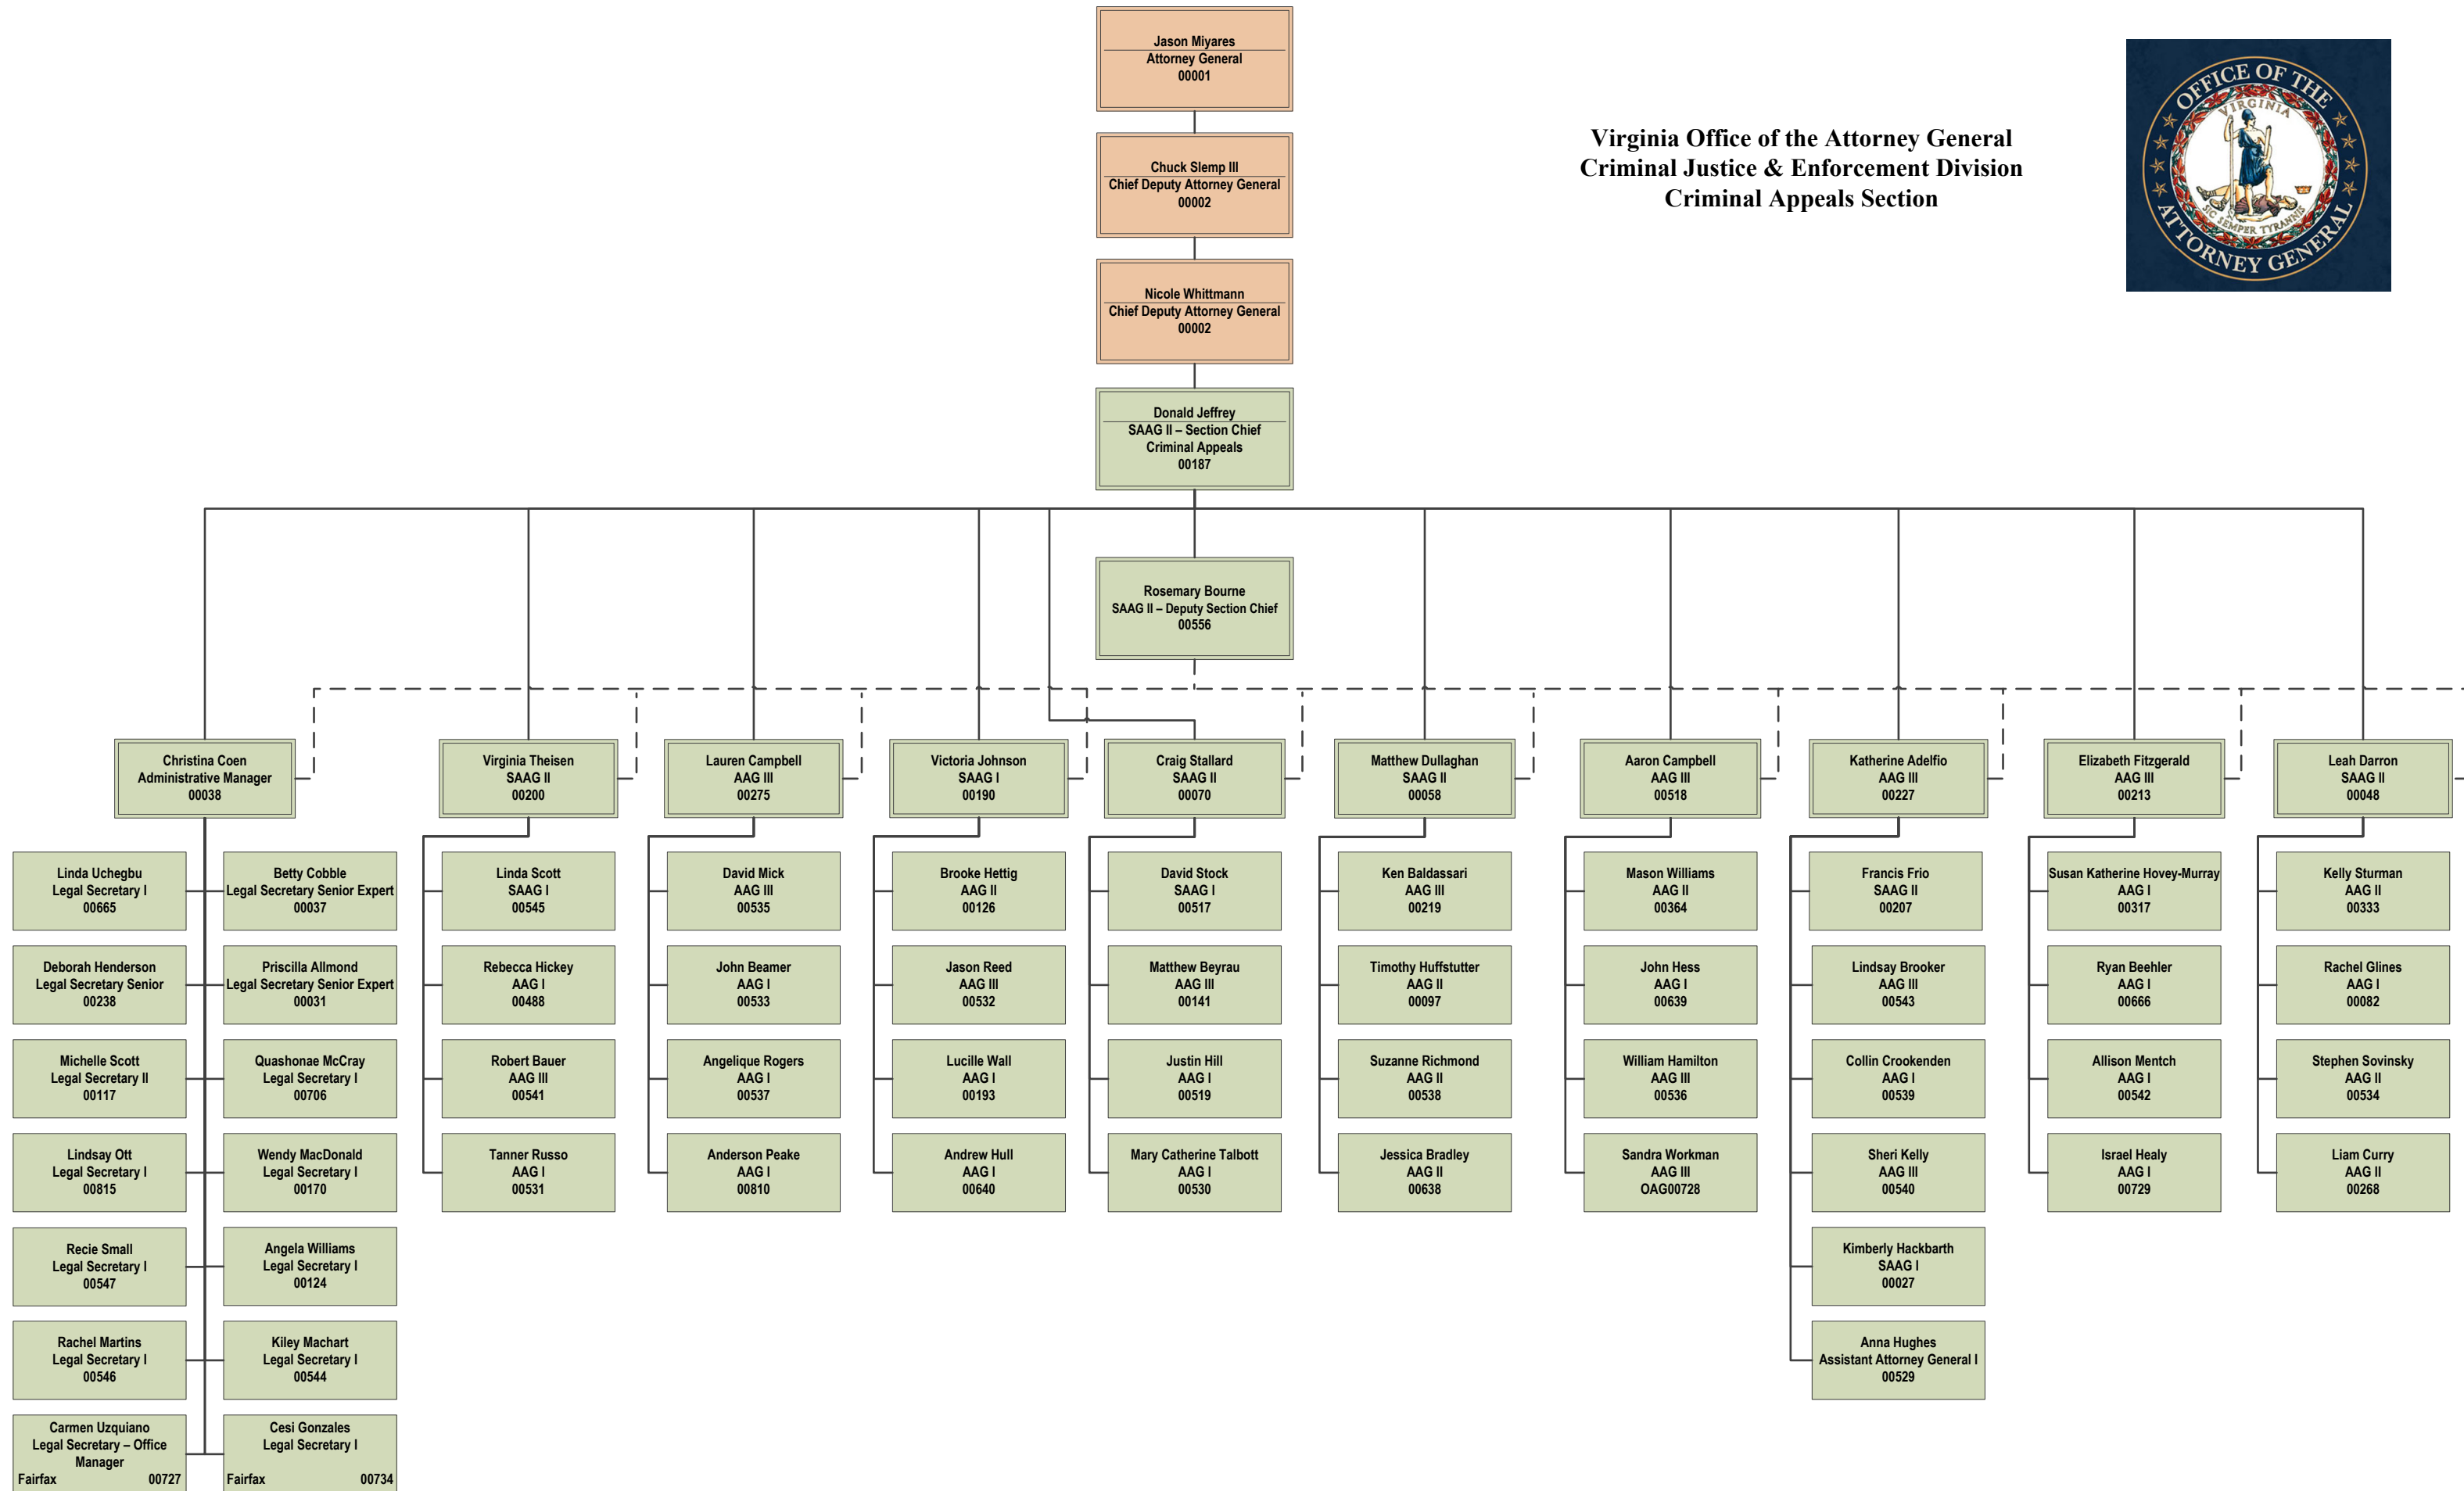 Jason Miyares
Attorney General
00001
Chuck Slemp III
Chief Deputy Attorney General
00002
Nicole Whittmann
Chief Deputy Attorney General
00002
Virginia Office of the Attorney General
Criminal Justice & Enforcement Division
Criminal Appeals Section
OFFICE OF THE
ATTORNEY GENERAL
VIRGINIA
SIC SEMPER TYRANNIS
Donald Jeffrey
SAAG II – Section Chief
Criminal Appeals
00187
Rosemary Bourne
SAAG II – Deputy Section Chief
00556
Christina Coen
Administrative Manager
00038
Linda Uchegbu
Legal Secretary I
00665
Betty Cobble
Legal Secretary Senior Expert
00037
Deborah Henderson
Legal Secretary Senior
00238
Priscilla Allmond
Legal Secretary Senior Expert
00031
Michelle Scott
Legal Secretary II
00117
Quashonae McCray
Legal Secretary I
00706
Lindsay Ott
Legal Secretary I
00815
Wendy MacDonald
Legal Secretary I
00170
Recie Small
Legal Secretary I
00547
Angela Williams
Legal Secretary I
00124
Rachel Martins
Legal Secretary I
00546
Kiley Machart
Legal Secretary I
00544
Carmen Uzquiano
Legal Secretary – Office
Manager
Fairfax 00727
Cesi Gonzales
Legal Secretary I
Fairfax 00734
Virginia Theisen
SAAG II
00200
Linda Scott
SAAG I
00545
Rebecca Hickey
AAG I
00488
Robert Bauer
AAG III
00541
Tanner Russo
AAG I
00531
Lauren Campbell
AAG III
00275
David Mick
AAG III
00535
John Beamer
AAG I
00533
Angelique Rogers
AAG I
00537
Anderson Peake
AAG I
00810
Victoria Johnson
SAAG I
00190
Brooke Hettig
AAG II
00126
Jason Reed
AAG III
00532
Lucille Wall
AAG I
00193
Andrew Hull
AAG I
00640
Craig Stallard
SAAG II
00070
David Stock
SAAG I
00517
Matthew Beyrau
AAG III
00141
Justin Hill
AAG I
00519
Mary Catherine Talbott
AAG I
00530
Matthew Dullaghan
SAAG II
00058
Ken Baldassari
AAG III
00219
Timothy Huffstutter
AAG II
00097
Suzanne Richmond
AAG II
00538
Jessica Bradley
AAG II
00638
Aaron Campbell
AAG III
00518
Mason Williams
AAG II
00364
John Hess
AAG I
00639
William Hamilton
AAG III
00536
Sandra Workman
AAG III
OAG00728
Katherine Adelfio
AAG III
00227
Francis Frio
SAAG II
00207
Lindsay Brooker
AAG III
00543
Collin Crookenden
AAG I
00539
Sheri Kelly
AAG III
00540
Kimberly Hackbarth
SAAG I
00027
Anna Hughes
Assistant Attorney General I
00529
Elizabeth Fitzgerald
AAG III
00213
Susan Katherine Hovey-Murray
AAG I
00317
Ryan Beehler
AAG I
00666
Allison Mentch
AAG I
00542
Israel Healy
AAG I
00729
Leah Darron
SAAG II
00048
Kelly Sturman
AAG II
00333
Rachel Glines
AAG I
00082
Stephen Sovinsky
AAG II
00534
Liam Curry
AAG II
00268